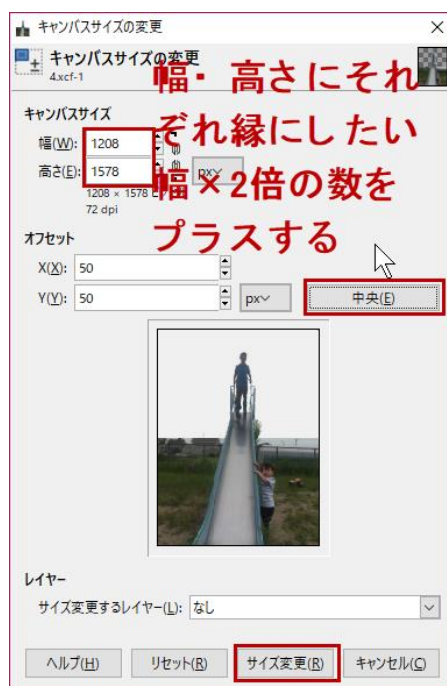 キャンバスサイズの変更
キャンバスサイズの変更
4.xcf-1
幅・高さにそれ
ぞれ縁にしたい
幅×2倍の数を
プラスする
キャンバスサイズ
幅(W): 1208
高さ(E): 1578 px
1208 × 1578
72 dpi
オフセット
X(X): 50
Y(Y): 50 px 中央(E)
レイヤー
サイズ変更するレイヤー(L): なし
ヘルプ(H) リセット(R) サイズ変更(R) キャンセル(C)